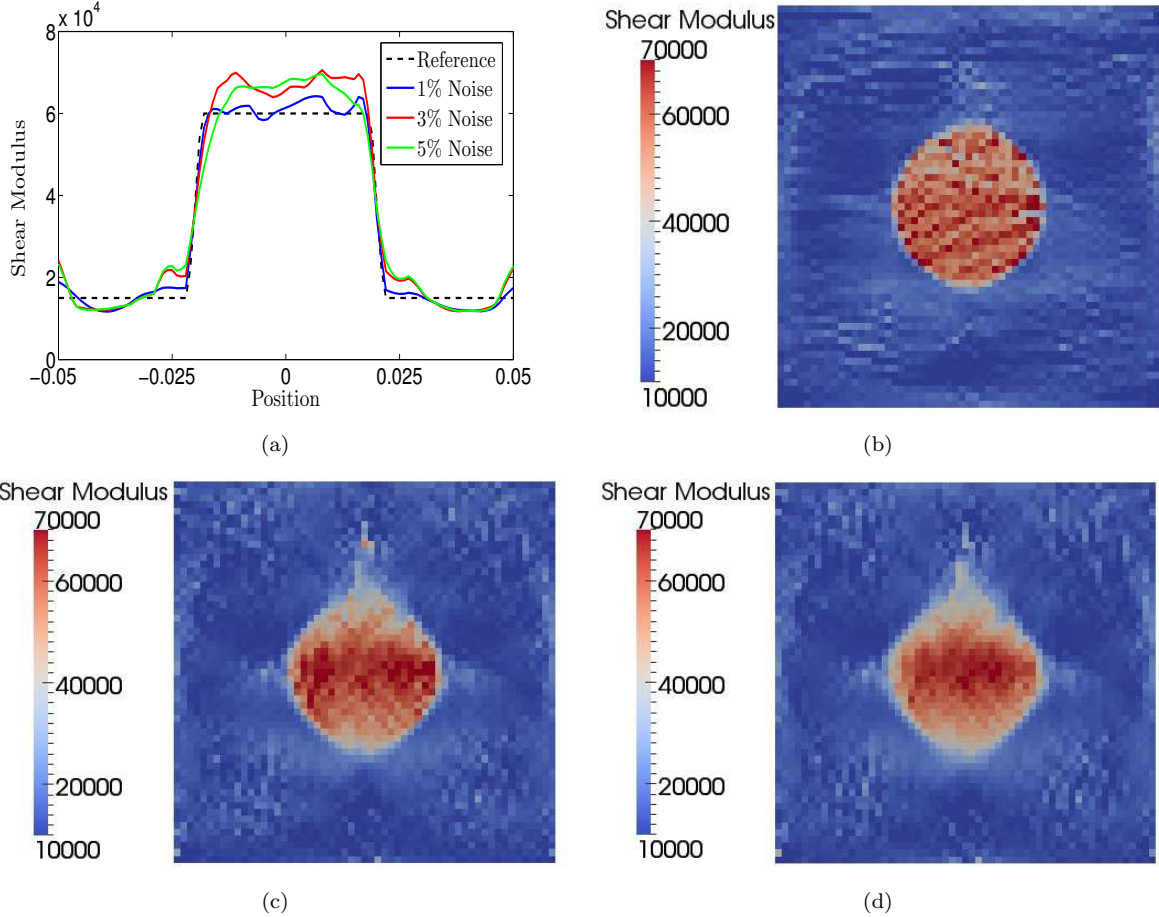 8 x 10⁴
6
4
2
0
Shear Modulus
−0.05
−0.025
0
0.025
0.05
Position
Reference
1% Noise
3% Noise
5% Noise
(a)
Shear Modulus
70000
60000
40000
20000
10000
(b)
Shear Modulus
70000
60000
40000
20000
10000
(c)
Shear Modulus
70000
60000
40000
20000
10000
(d)